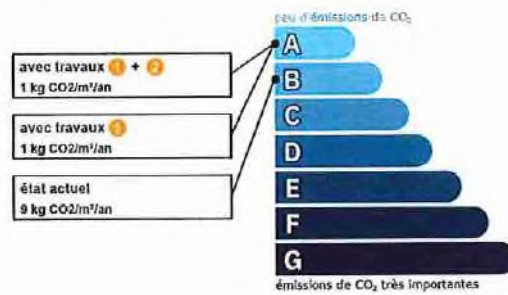 peu d'émissions de CO₂
avec travaux 1 + 2
1 kg CO2/m²/an
avec travaux 1
1 kg CO2/m²/an
état actuel
9 kg CO2/m²/an
A
B
C
D
E
F
G
émissions de CO₂ très importantes